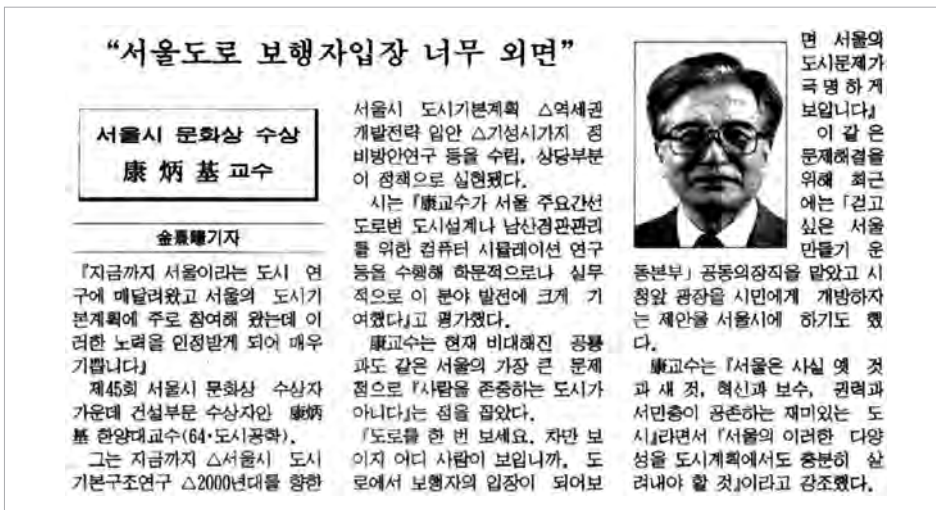 “서울도로 보행자입장 너무 외면”
서울시 문화상 수상
康 炳 基 교수
『지금까지 서울이라는 도시 연
구에 매달려왔고 서울의 도시기
본계획에 주로 참여해 왔는데 이
러한 노력을 인정받게 되어 매우
기쁩니다』
제45회 서울시 문화상 수상자
가운데 건설부문 수상자인 康炳
基 한양대교수(64·도시공학).
그는 지금까지 △서울시 도시
기본구조연구 △2000년대를 향한
서울시 도시기본계획 △역세권
개발전략 입안 △기성시가지 정
비방안연구 등을 수립, 상당부분
이 정책으로 실현됐다.
시는 『康교수가 서울 주요간선
도로변 도시설계나 남산경관관리
를 위한 컴퓨터 시뮬레이션 연구
등을 수행해 학문적으로나 실무
적으로 이 분야 발전에 크게 기
여했다』고 평가했다.
康교수는 현재 비대해진 공룡
과도 같은 서울의 가장 큰 문제
점으로 『사람을 존중하는 도시가
아니다』는 점을 꼽았다.
『도로를 한 번 보세요. 차만 보
이지 어디 사람이 보입니까. 도
로에서 보행자의 입장이 되어보
면 서울의
도시문제가
극명하게
보입니다』
이 같은
문제해결을
위해 최근
에는 「걷고
싶은 서울
만들기 운
동본부」 공동의장직을 맡았고 시
청앞 광장을 시민에게 개방하자
는 제안을 서울시에 하기도 했
다.
康교수는 『서울은 사실 옛 것
과 새 것, 혁신과 보수, 권력과
서민층이 공존하는 재미있는 도
시』라면서 『서울의 이러한 다양
성을 도시계획에서도 충분히 살
려내야 할 것』이라고 강조했다.